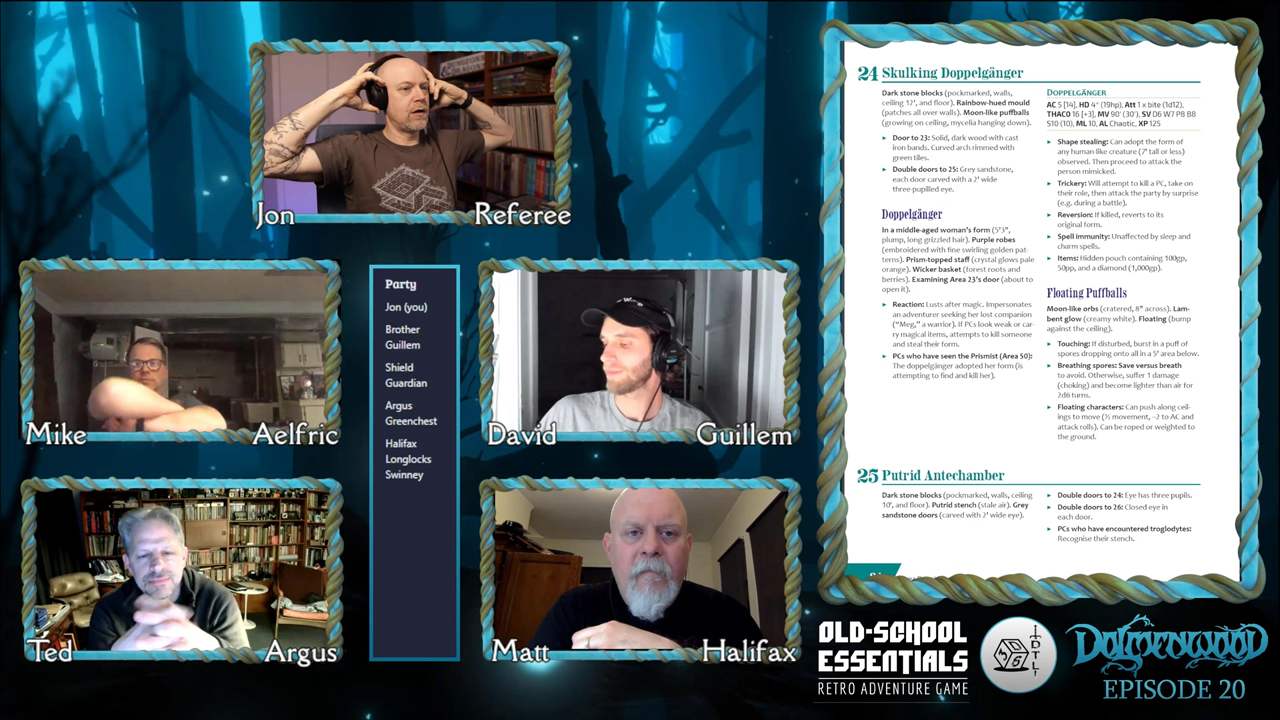 DUNGEONS
& DRAGONS
Jon
Referee
Mike
Aelfric
David
Guillem
Ted
Argus
Matt
Halifax
Party
Jon (you)
Brother
Guillem
Shield
Guardian
Argus
Greenchest
Halifax
Longlocks
Swinney
24 Skulking Doppelgänger
Dark stone blocks (pockmarked, walls,
ceiling 12', and floor). Rainbow-hued mould
(patches all over walls). Moon-like puffballs
(growing on ceiling, mycelia hanging down).
▸ Door to 23: Solid, dark wood with cast
iron bands. Curved arch rimmed with
green tiles.
▸ Double doors to 25: Grey sandstone,
each door carved with a 2' wide
three-pupilled eye.
Doppelgänger
In a middle-aged woman's form (5'3",
plump, long grizzled hair). Purple robes
(embroidered with fine swirling golden pat-
terns). Prism-topped staff (crystal glows pale
orange). Wicker basket (forest roots and
berries). Examining Area 23's door (about to
open it).
▸ Reaction: Lusts after magic. Impersonates
an adventurer seeking her lost companion
("Meg," a warrior). If PCs look weak or car-
ry magical items, attempts to kill someone
and steal their form.
▸ PCs who have seen the Prismist (Area 50):
The doppelgänger adopted her form (is
attempting to find and kill her).
DOPPELGÄNGER
AC 5 [14], HD 4* (19hp), Att 1 x bite (1d12),
THAC0 16 [+3], MV 90' (30'), SV D6 W7 P8 B8
S10 (10), ML 10, AL Chaotic, XP 125
▸ Shape stealing: Can adopt the form of
any human-like creature (7' tall or less)
observed. Then proceed to attack the
person mimicked.
▸ Trickery: Will attempt to kill a PC, take on
their role, then attack the party by surprise
(e.g. during a battle).
▸ Reversion: If killed, reverts to its
original form.
▸ Spell immunity: Unaffected by sleep and
charm spells.
▸ Items: Hidden pouch containing 100gp,
50pp, and a diamond (1,000gp).
Floating Puffballs
Moon-like orbs (cratered, 8" across). Lam-
bent glow (creamy white). Floating (bump
against the ceiling).
▸ Touching: If disturbed, burst in a puff of
spores dropping onto all in a 5' area below.
▸ Breathing spores: Save versus breath
to avoid. Otherwise, suffer 1 damage
(choking) and become lighter than air for
2d6 turns.
▸ Floating characters: Can push along ceil-
ings to move (½ movement, –2 to AC and
attack rolls). Can be roped or weighted to
the ground.
25 Putrid Antechamber
Dark stone blocks (pockmarked, walls, ceiling
10', and floor). Putrid stench (stale air). Grey
sandstone doors (carved with 2' wide eye).
▸ Double doors to 24: Eye has three pupils.
▸ Double doors to 26: Closed eye in
each door.
▸ PCs who have encountered troglodytes:
Recognise their stench.
OLD-SCHOOL
ESSENTIALS
RETRO ADVENTURE GAME
3D6
DTL
DOLMENWOOD
EPISODE 20